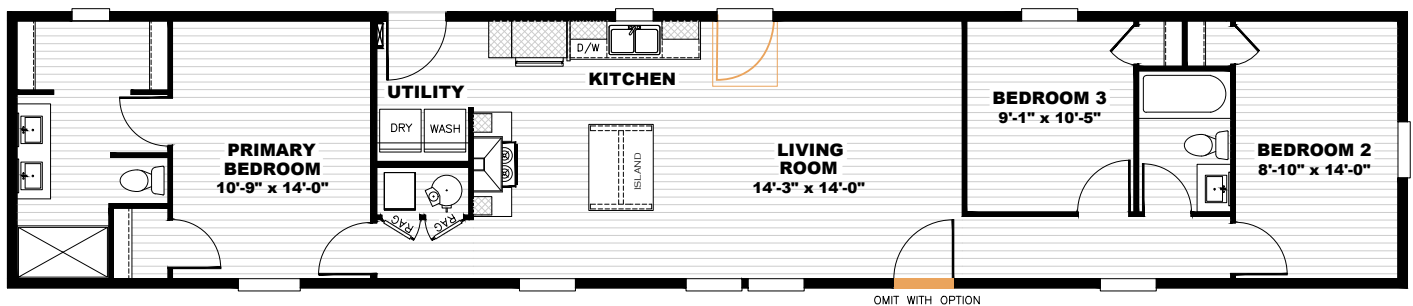 D/W
KITCHEN
UTILITY
DRY
WASH
BEDROOM 3
9'-1" x 10'-5"
PRIMARY
BEDROOM
10'-9" x 14'-0"
ISLAND
LIVING
ROOM
14'-3" x 14'-0"
BEDROOM 2
8'-10" x 14'-0"
RAG
RAG
OMIT WITH OPTION